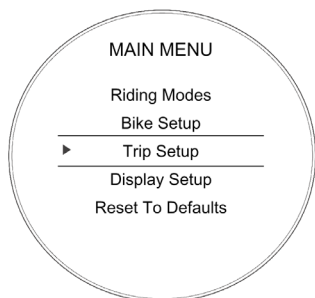 MAIN MENU
Riding Modes
Bike Setup
Trip Setup
Display Setup
Reset To Defaults